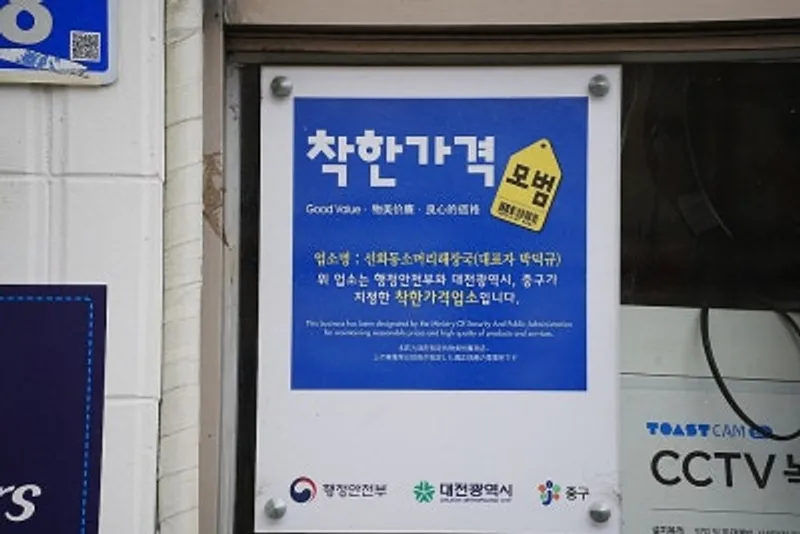 8
착한가격
모범
Good Value · 物美价廉 · 良心的価格
업소명 : 선화동소머리해장국(대표자 박덕규)
위 업소는 행정안전부와 대전광역시, 중구가
지정한 착한가격업소입니다.
This business has been designated by the Ministry Of Security And Public Administration
for maintaining reasonable prices and high quality of products and services.
행정안전부
대전광역시
중구
TOAST CAM
CCTV 녹
rs